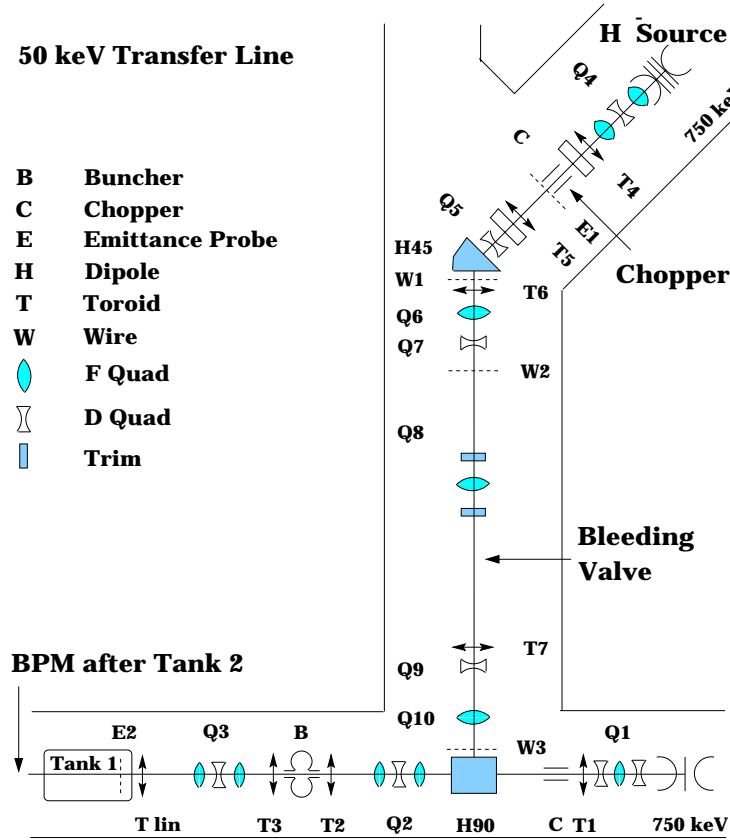 H - Source
50 keV Transfer Line
Q4
750 keV
C
T4
B Buncher
C Chopper
E Emittance Probe
H Dipole
T Toroid
W Wire
F Quad
D Quad
Trim
Q5
E1
T5
H45
Chopper
W1
T6
Q6
Q7
W2
Q8
Bleeding
Valve
T7
BPM after Tank 2
Q9
Q10
E2
Q3
B
W3
Q1
Tank 1
T lin
T3
T2
Q2
H90
C
T1
750 keV